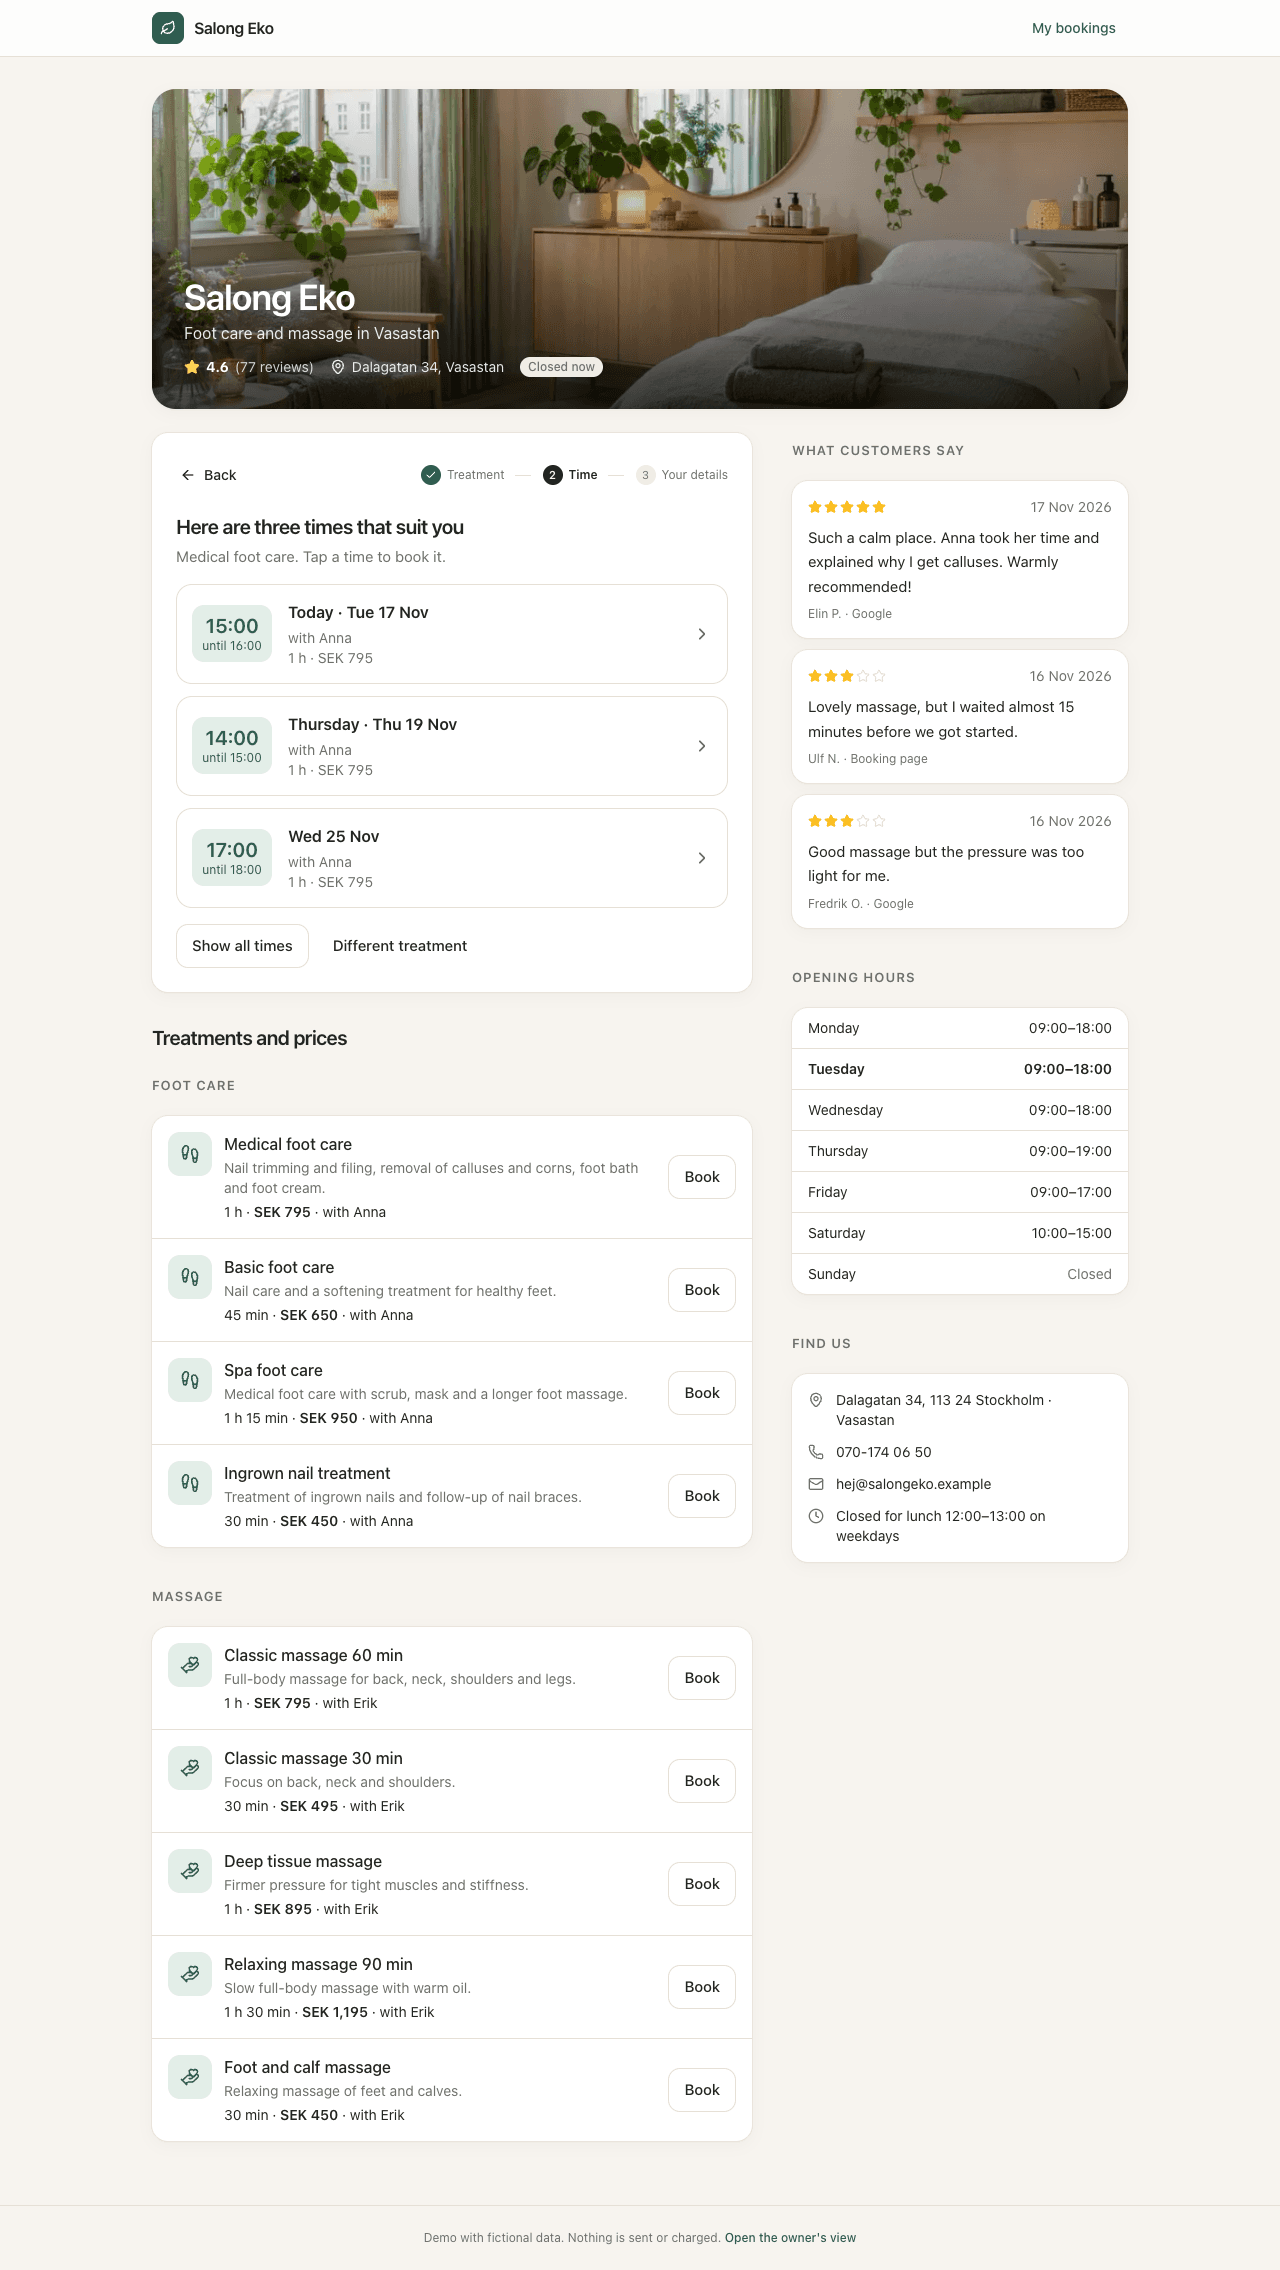 Salong Eko
My bookings
Salong Eko
Foot care and massage in Vasastan
4.6 (77 reviews) Dalagatan 34, Vasastan Closed now
Back
Treatment 2 Time 3 Your details
Here are three times that suit you
Medical foot care. Tap a time to book it.
15:00
until 16:00
Today · Tue 17 Nov
with Anna
1 h · SEK 795
14:00
until 15:00
Thursday · Thu 19 Nov
with Anna
1 h · SEK 795
17:00
until 18:00
Wed 25 Nov
with Anna
1 h · SEK 795
Show all times
Different treatment
Treatments and prices
FOOT CARE
Medical foot care
Nail trimming and filing, removal of calluses and corns, foot bath
and foot cream.
1 h · SEK 795 · with Anna
Book
Basic foot care
Nail care and a softening treatment for healthy feet.
45 min · SEK 650 · with Anna
Book
Spa foot care
Medical foot care with scrub, mask and a longer foot massage.
1 h 15 min · SEK 950 · with Anna
Book
Ingrown nail treatment
Treatment of ingrown nails and follow-up of nail braces.
30 min · SEK 450 · with Anna
Book
MASSAGE
Classic massage 60 min
Full-body massage for back, neck, shoulders and legs.
1 h · SEK 795 · with Erik
Book
Classic massage 30 min
Focus on back, neck and shoulders.
30 min · SEK 495 · with Erik
Book
Deep tissue massage
Firmer pressure for tight muscles and stiffness.
1 h · SEK 895 · with Erik
Book
Relaxing massage 90 min
Slow full-body massage with warm oil.
1 h 30 min · SEK 1,195 · with Erik
Book
Foot and calf massage
Relaxing massage of feet and calves.
30 min · SEK 450 · with Erik
Book
WHAT CUSTOMERS SAY
17 Nov 2026
Such a calm place. Anna took her time and
explained why I get calluses. Warmly
recommended!
Elin P. · Google
16 Nov 2026
Lovely massage, but I waited almost 15
minutes before we got started.
Ulf N. · Booking page
16 Nov 2026
Good massage but the pressure was too
light for me.
Fredrik O. · Google
OPENING HOURS
Monday 09:00–18:00
Tuesday 09:00–18:00
Wednesday 09:00–18:00
Thursday 09:00–19:00
Friday 09:00–17:00
Saturday 10:00–15:00
Sunday Closed
FIND US
Dalagatan 34, 113 24 Stockholm ·
Vasastan
070-174 06 50
hej@salongeko.example
Closed for lunch 12:00–13:00 on
weekdays
Demo with fictional data. Nothing is sent or charged. Open the owner's view